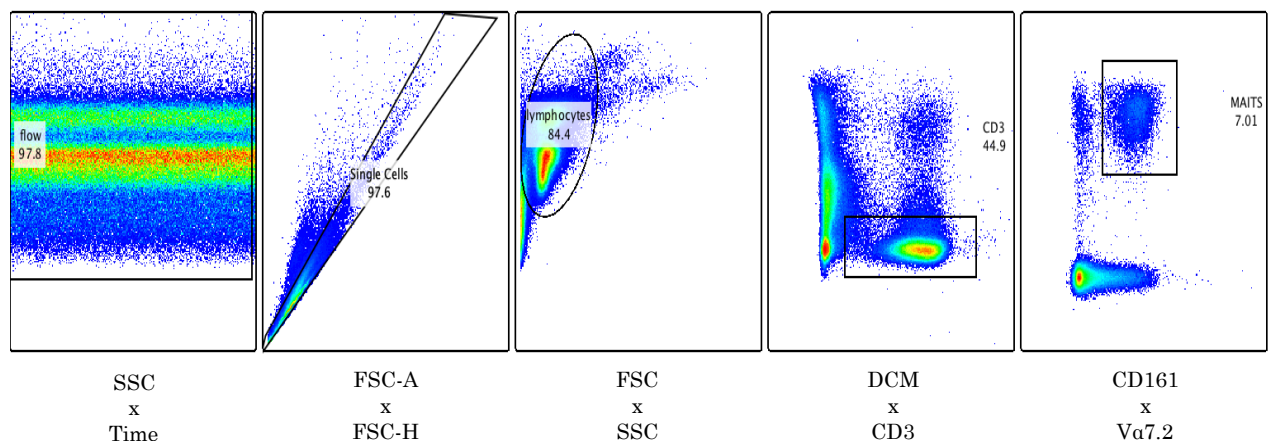 flow
97.8
Single Cells
97.6
lymphocytes
84.4
CD3
44.9
MAITS
7.01
SSC
x
Time
FSC-A
x
FSC-H
FSC
x
SSC
DCM
x
CD3
CD161
x
Vα7.2